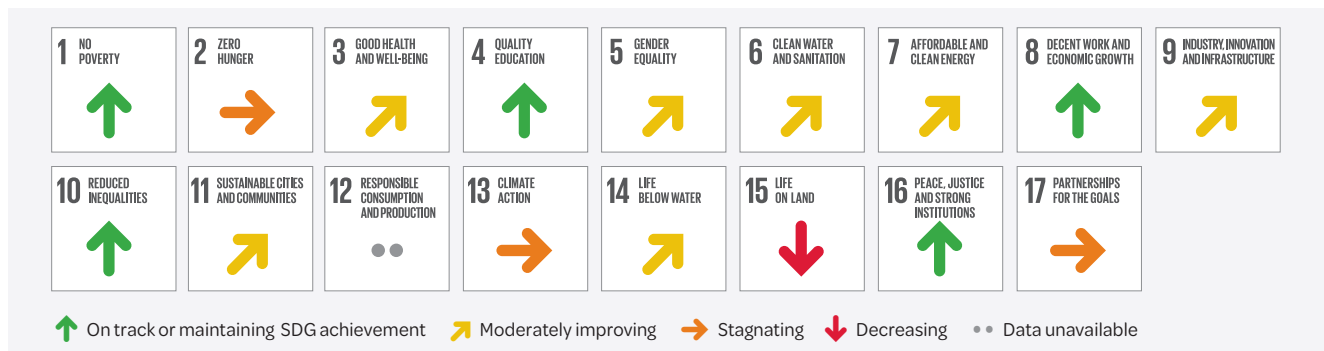 1 NO
POVERTY
2 ZERO
HUNGER
3 GOOD HEALTH
AND WELL-BEING
4 QUALITY
EDUCATION
5 GENDER
EQUALITY
6 CLEAN WATER
AND SANITATION
7 AFFORDABLE AND
CLEAN ENERGY
8 DECENT WORK AND
ECONOMIC GROWTH
9 INDUSTRY, INNOVATION
AND INFRASTRUCTURE
10 REDUCED
INEQUALITIES
11 SUSTAINABLE CITIES
AND COMMUNITIES
12 RESPONSIBLE
CONSUMPTION
AND PRODUCTION
13 CLIMATE
ACTION
14 LIFE
BELOW WATER
15 LIFE
ON LAND
16 PEACE, JUSTICE
AND STRONG
INSTITUTIONS
17 PARTNERSHIPS
FOR THE GOALS
On track or maintaining SDG achievement Moderately improving Stagnating Decreasing Data unavailable